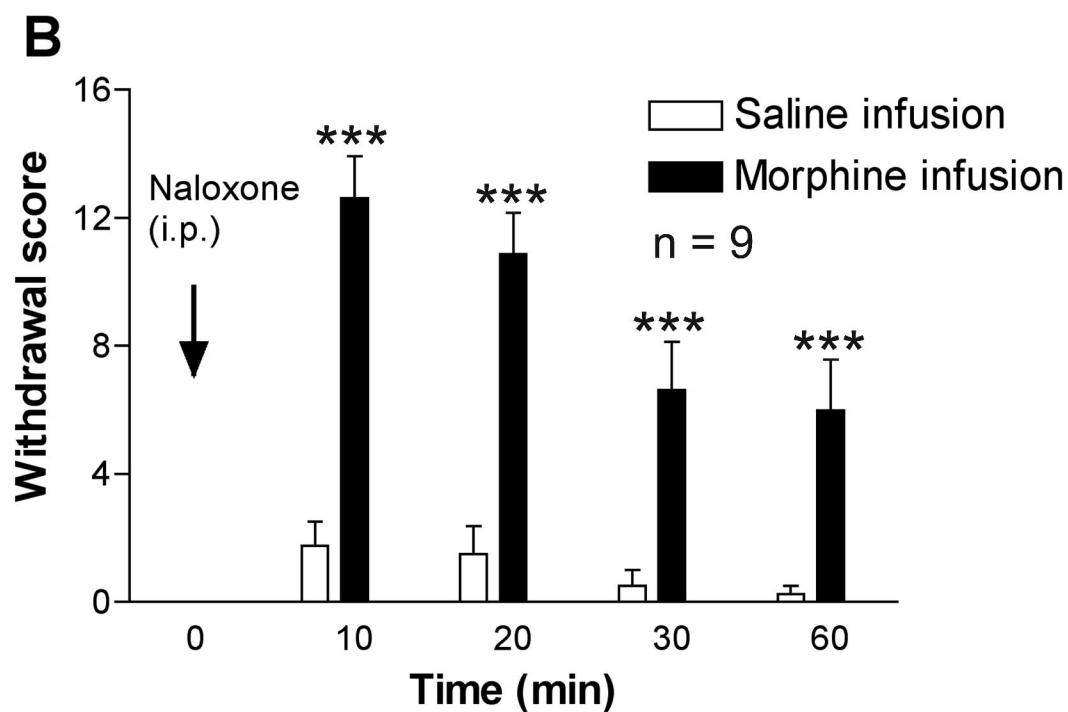 B
16
12
8
4
0
Withdrawal score
Naloxone
(i.p.)
***
***
***
***
Saline infusion
Morphine infusion
n = 9
0 10 20 30 60
Time (min)